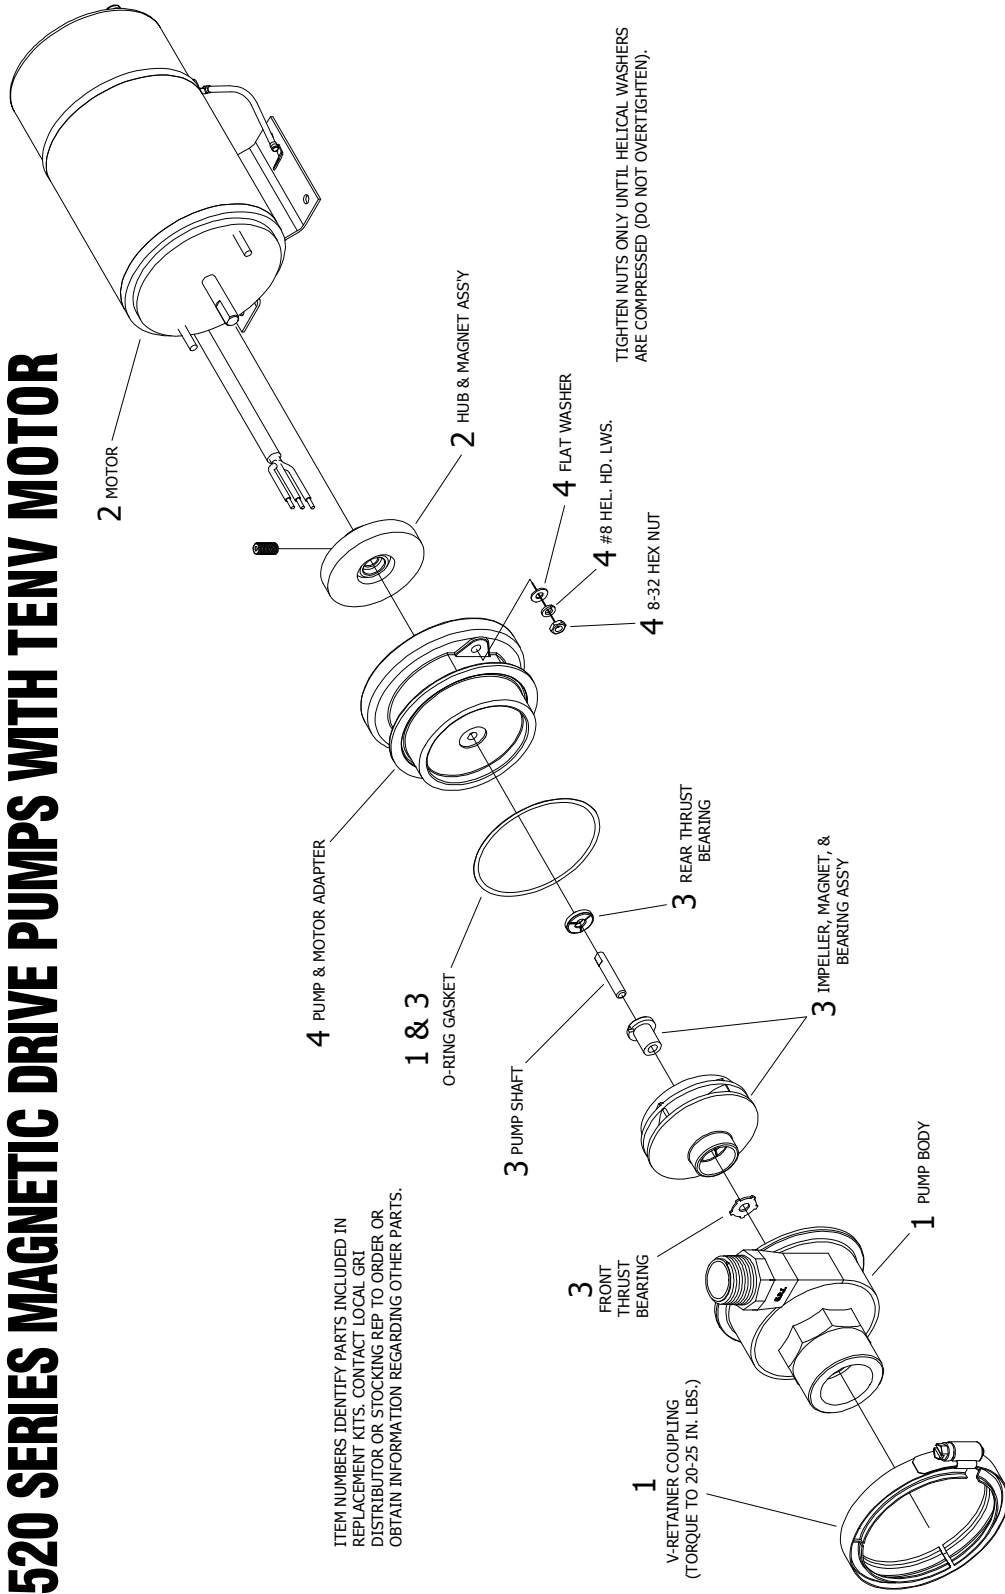 520 SERIES MAGNETIC DRIVE PUMPS WITH TENV MOTOR
ITEM NUMBERS IDENTIFY PARTS INCLUDED IN
REPLACEMENT KITS. CONTACT LOCAL GRI
DISTRIBUTOR OR STOCKING REP TO ORDER OR
OBTAIN INFORMATION REGARDING OTHER PARTS.
2 MOTOR
4 PUMP & MOTOR ADAPTER
1 & 3
O-RING GASKET
2 HUB & MAGNET ASS'Y
3 PUMP SHAFT
4 FLAT WASHER
4 #8 HEL. HD. LWS.
4 8-32 HEX NUT
TIGHTEN NUTS ONLY UNTIL HELICAL WASHERS
ARE COMPRESSED (DO NOT OVERTIGHTEN).
3
FRONT
THRUST
BEARING
3 REAR THRUST
BEARING
1
V-RETAINER COUPLING
(TORQUE TO 20-25 IN. LBS.)
3 IMPELLER, MAGNET, &
BEARING ASS'Y
1 PUMP BODY